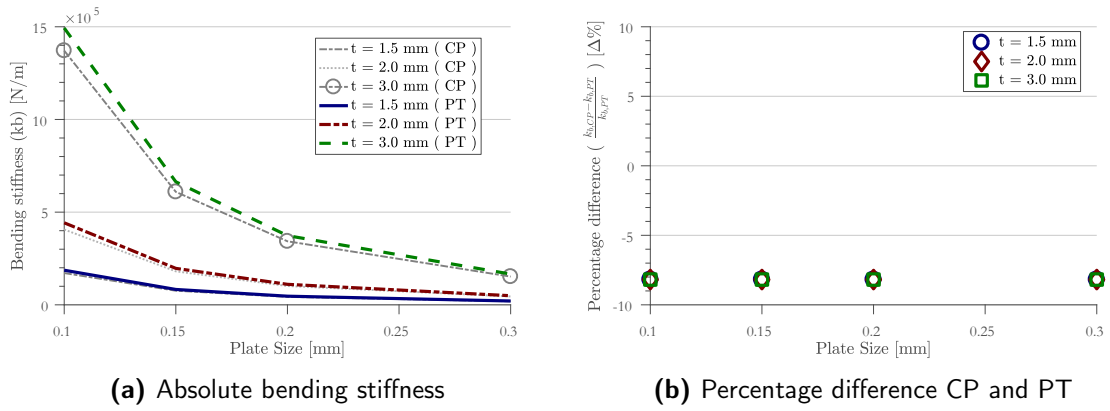 ×10⁵
15
10
5
0
Bending stiffness (kb) [N/m]
t = 1.5 mm ( CP )
t = 2.0 mm ( CP )
t = 3.0 mm ( CP )
t = 1.5 mm ( PT )
t = 2.0 mm ( PT )
t = 3.0 mm ( PT )
0.1 0.15 0.2 0.25 0.3
Plate Size [mm]
(a) Absolute bending stiffness
10
5
0
-5
-10
Percentage difference ( \frac{k_{b,CP}-k_{b,PT}}{k_{b,PT}} ) [Δ%]
t = 1.5 mm
t = 2.0 mm
t = 3.0 mm
0.1 0.15 0.2 0.25 0.3
Plate Size [mm]
(b) Percentage difference CP and PT